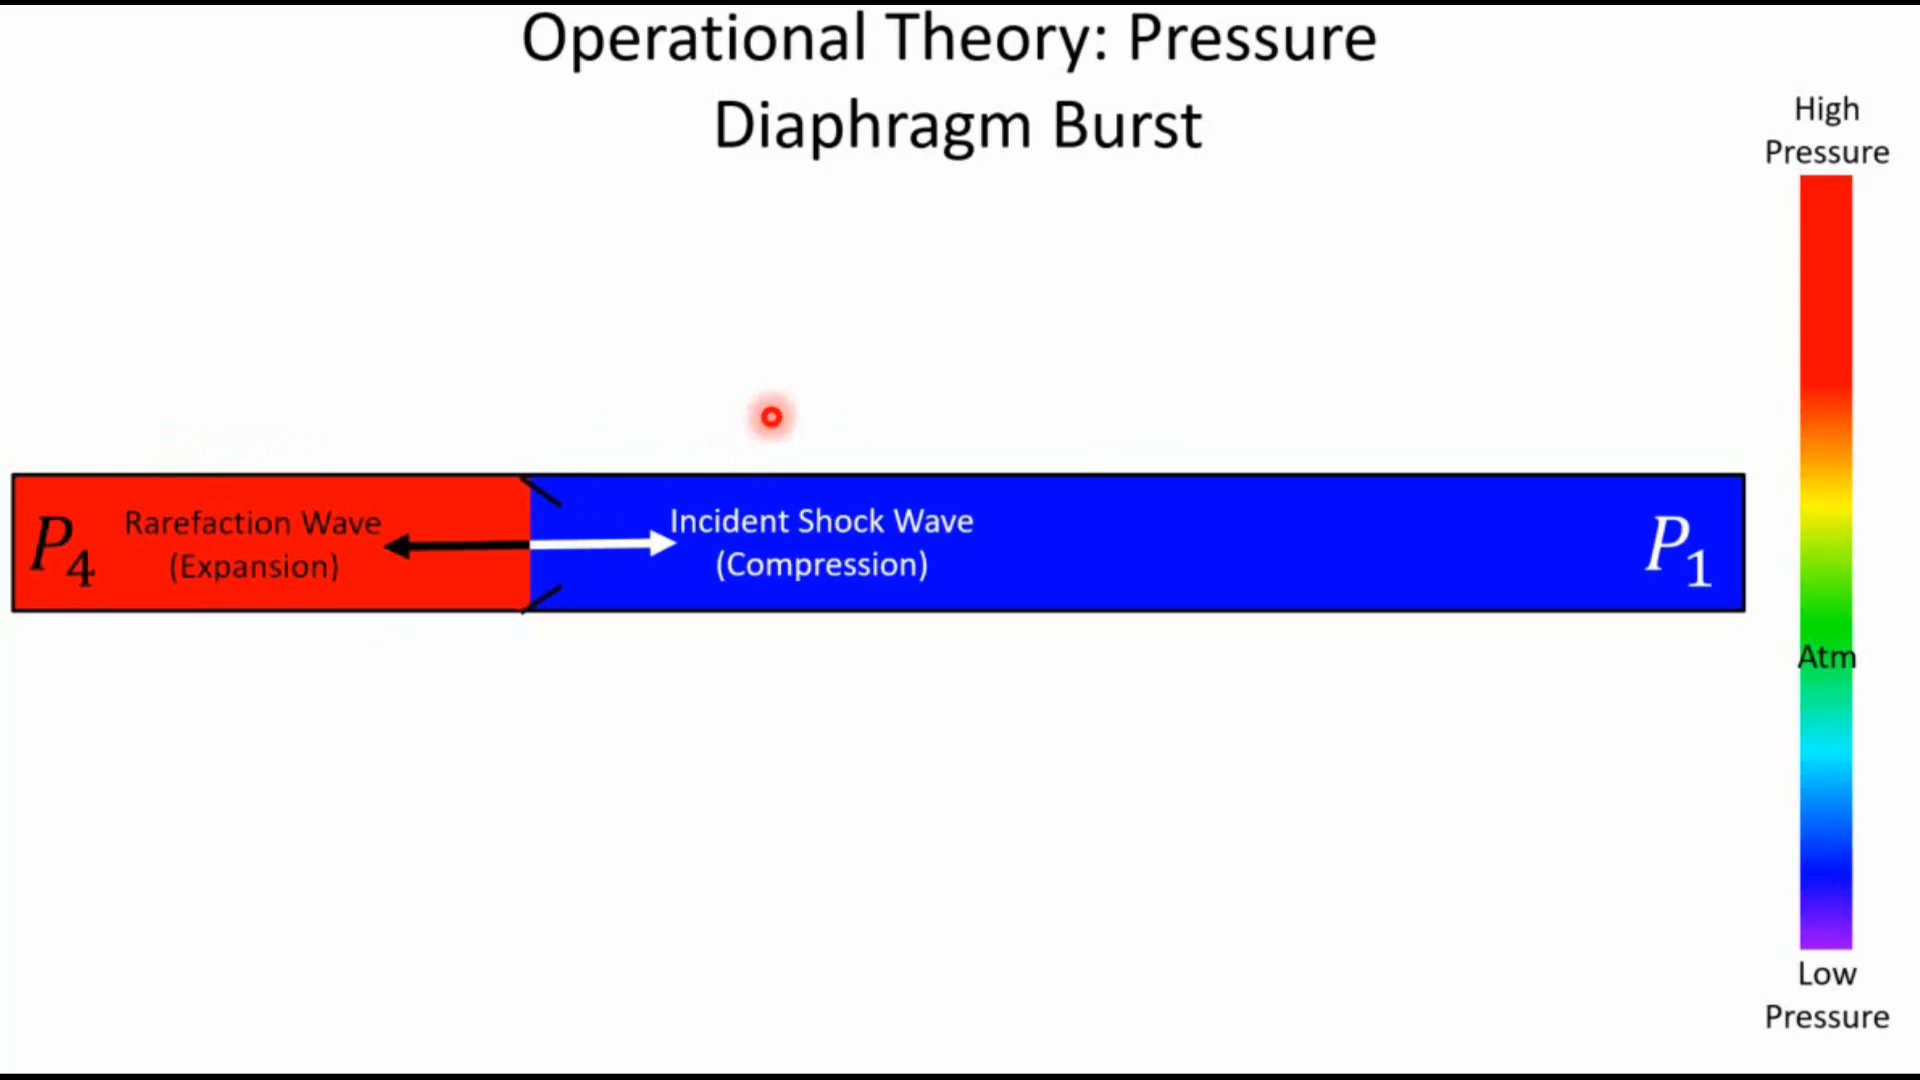 Operational Theory: Pressure
Diaphragm Burst
High
Pressure
P4
Rarefaction Wave
(Expansion)
Incident Shock Wave
(Compression)
P1
Atm
Low
Pressure